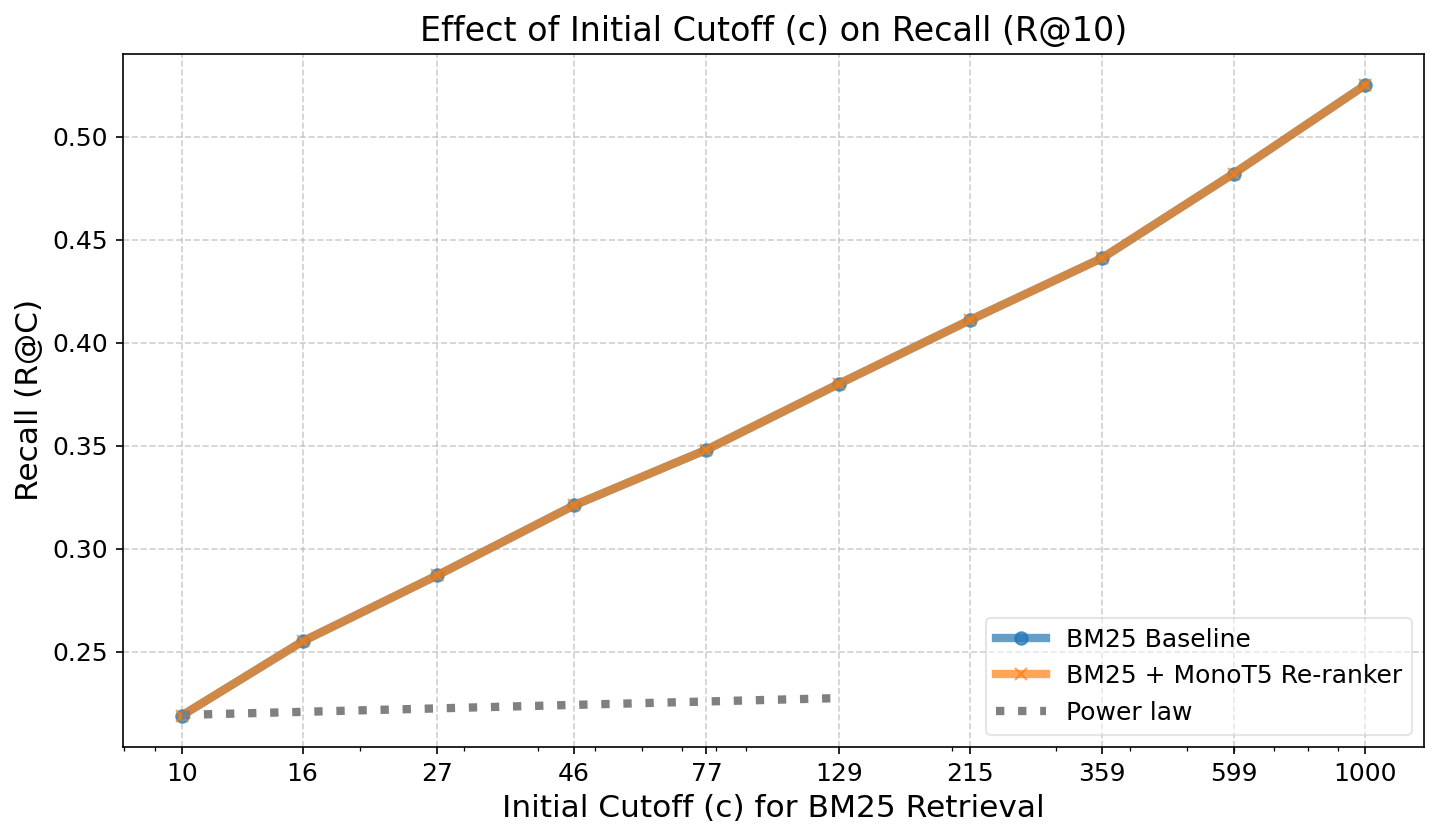 Effect of Initial Cutoff (c) on Recall (R@10)
Recall (R@C)
0.50
0.45
0.40
0.35
0.30
0.25
BM25 Baseline
BM25 + MonoT5 Re-ranker
Power law
10 16 27 46 77 129 215 359 599 1000
Initial Cutoff (c) for BM25 Retrieval